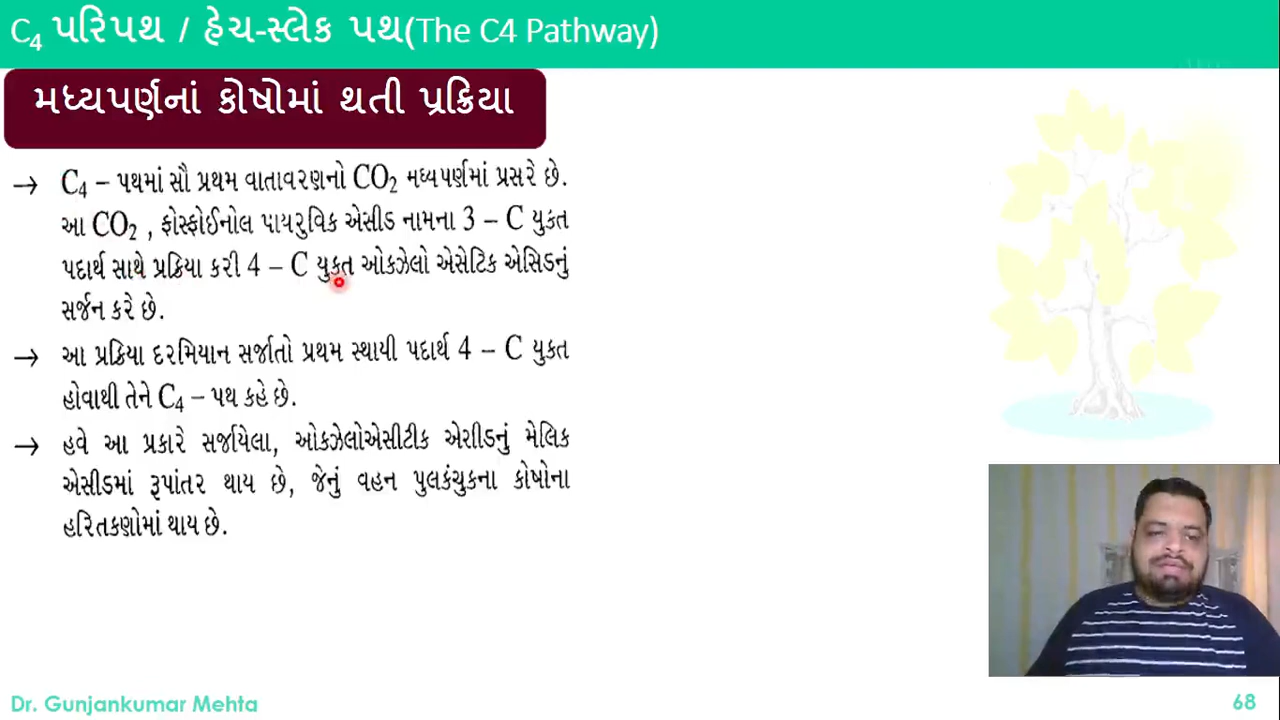 C₄ પરિપથ / હેચ-સ્લેક પથ(The C4 Pathway)
મધ્યપર્ણનાં કોષોમાં થતી પ્રક્રિયા
→ C₄ – પથમાં સૌ પ્રથમ વાતાવરણનો CO₂ મધ્યપર્ણમાં પ્રસરે છે.
આ CO₂ , ફોસ્ફોઈનોલ પાયરુવિક એસીડ નામના 3 – C યુક્ત
પદાર્થ સાથે પ્રક્રિયા કરી 4 – C યુક્ત ઓક્ઝેલો એસેટિક એસિડનું
સર્જન કરે છે.
→ આ પ્રક્રિયા દરમિયાન સર્જાતો પ્રથમ સ્થાયી પદાર્થ 4 – C યુક્ત
હોવાથી તેને C₄ – પથ કહે છે.
→ હવે આ પ્રકારે સર્જાયેલા, ઓક્ઝેલોએસીટીક એસીડનું મેલિક
એસીડમાં રૂપાંતર થાય છે, જેનું વહન પુલકંચુકના કોષોના
હરિતકણોમાં થાય છે.
Dr. Gunjankumar Mehta
68